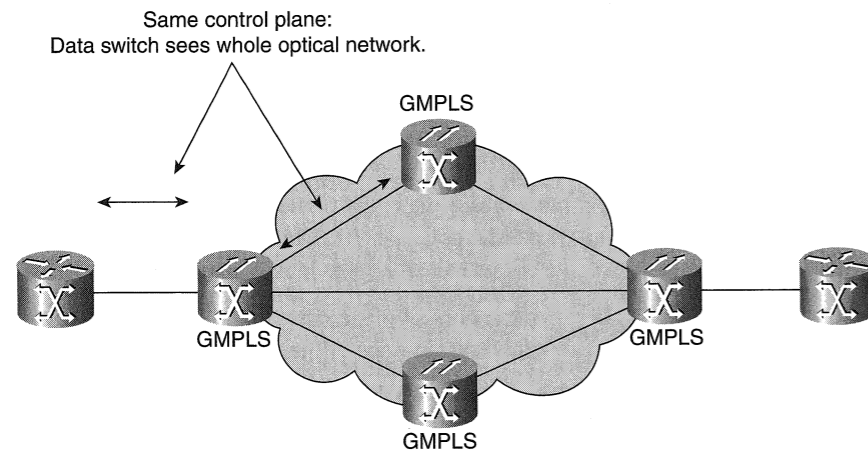 Same control plane:
Data switch sees whole optical network.
GMPLS
GMPLS
GMPLS
GMPLS